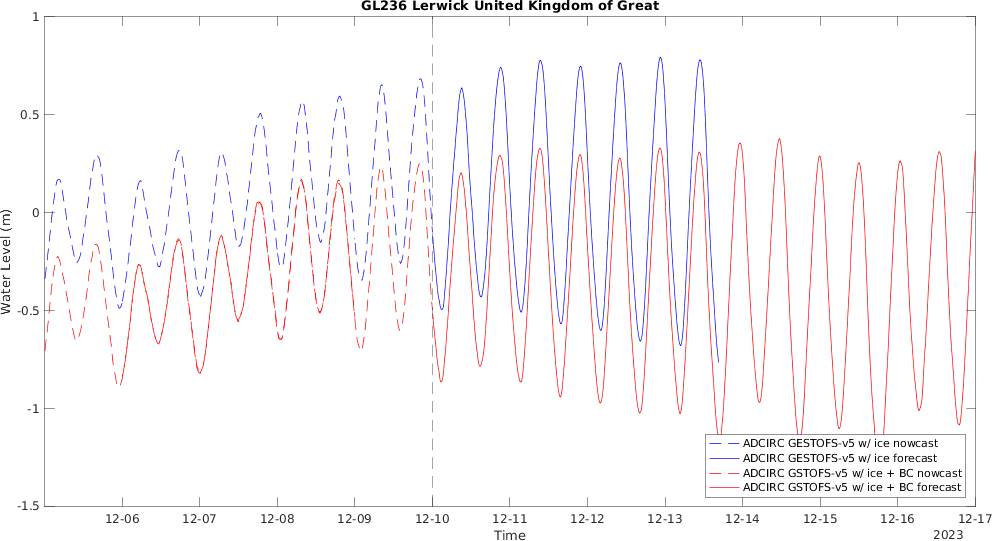 GL236 Lerwick United Kingdom of Great
1
0.5
0
-0.5
-1
-1.5
Water Level (m)
12-06 12-07 12-08 12-09 12-10 12-11 12-12 12-13 12-14 12-15 12-16 12-17
Time
2023
ADCIRC GESTOFS-v5 w/ ice nowcast
ADCIRC GESTOFS-v5 w/ ice forecast
ADCIRC GSTOFS-v5 w/ ice + BC nowcast
ADCIRC GSTOFS-v5 w/ ice + BC forecast